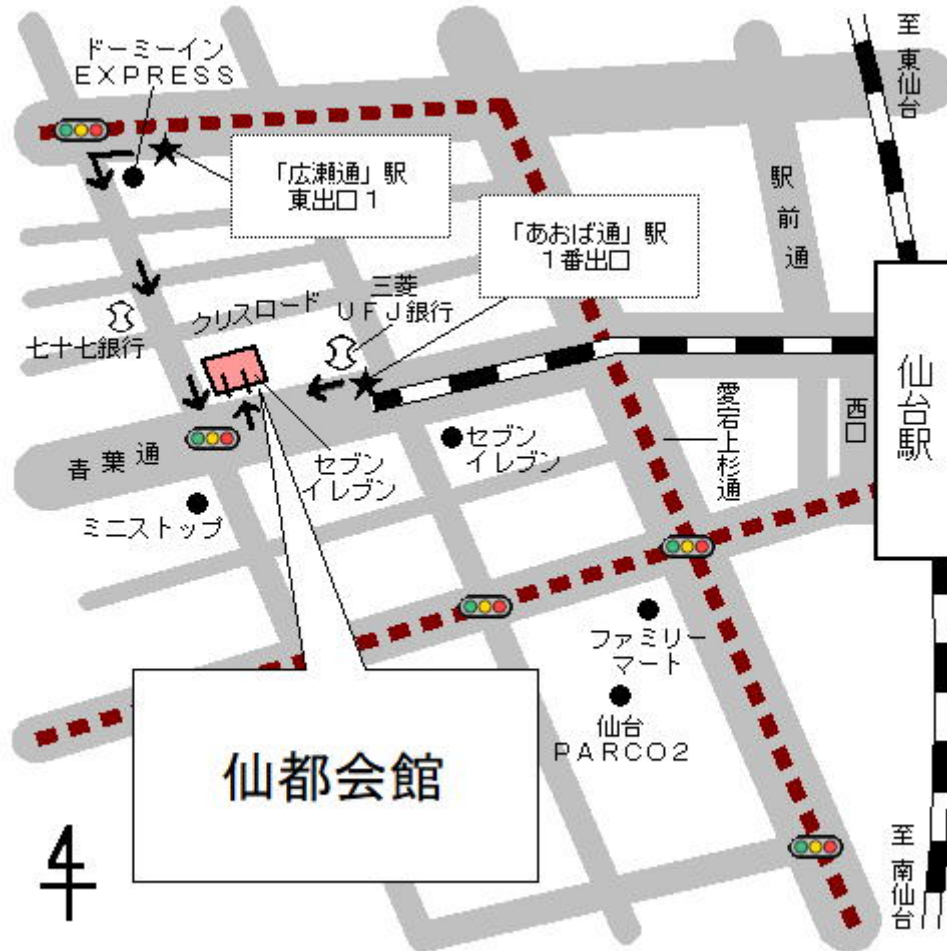 ドーミーイン
EXPRESS
至
東仙台
「広瀬通」駅
東出口1
駅前通
「あおば通」駅
1番出口
三菱
UFJ銀行
クリスロード
七十七銀行
仙台駅
西口
愛宕上杉通
青葉通
セブン
イレブン
セブン
イレブン
ミニストップ
ファミリー
マート
仙台
PARCO2
仙都会館
至
南仙台